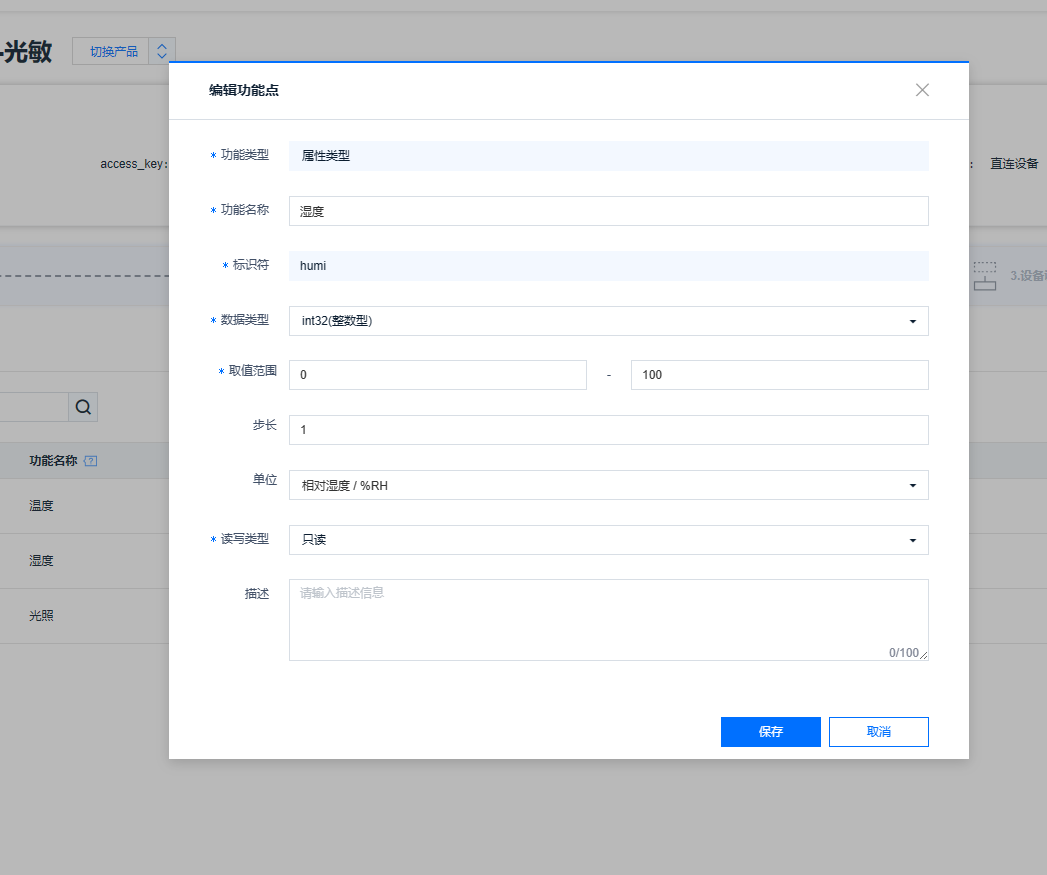 -光敏
切换产品
编辑功能点
access_key:
: 直连设备
* 功能类型 属性类型
* 功能名称 湿度
* 标识符 humi
3.设备
* 数据类型 int32(整数型)
* 取值范围 0 - 100
步长 1
功能名称
单位 相对湿度 / %RH
温度
* 读写类型 只读
湿度
描述 请输入描述信息
光照
0/100
保存 取消